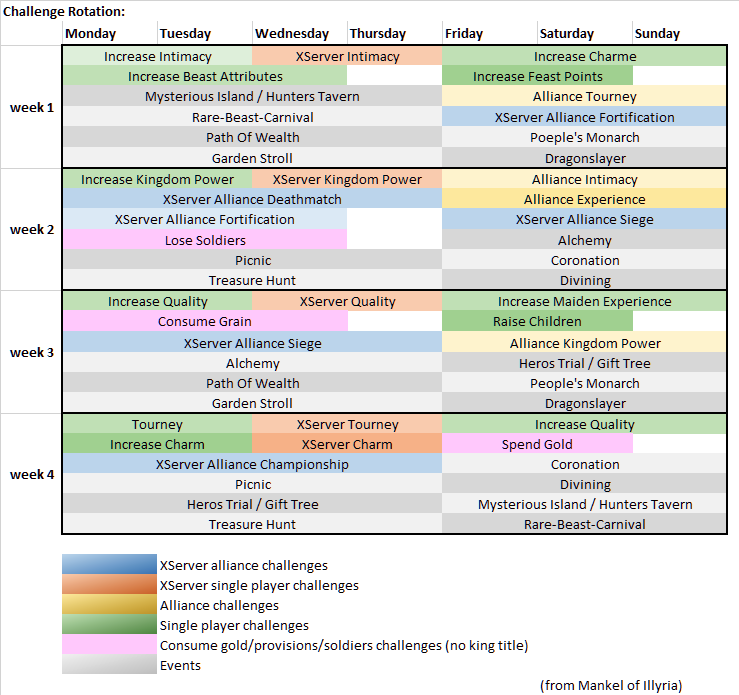 Challenge Rotation:
Monday Tuesday Wednesday Thursday Friday Saturday Sunday
week 1
Increase Intimacy XServer Intimacy Increase Charme
Increase Beast Attributes Increase Feast Points
Mysterious Island / Hunters Tavern Alliance Tourney
Rare-Beast-Carnival XServer Alliance Fortification
Path Of Wealth Poeple's Monarch
Garden Stroll Dragonslayer
week 2
Increase Kingdom Power XServer Kingdom Power Alliance Intimacy
XServer Alliance Deathmatch Alliance Experience
XServer Alliance Fortification XServer Alliance Siege
Lose Soldiers Alchemy
Picnic Coronation
Treasure Hunt Divining
week 3
Increase Quality XServer Quality Increase Maiden Experience
Consume Grain Raise Children
XServer Alliance Siege Alliance Kingdom Power
Alchemy Heros Trial / Gift Tree
Path Of Wealth People's Monarch
Garden Stroll Dragonslayer
week 4
Tourney XServer Tourney Increase Quality
Increase Charm XServer Charm Spend Gold
XServer Alliance Championship Coronation
Picnic Divining
Heros Trial / Gift Tree Mysterious Island / Hunters Tavern
Treasure Hunt Rare-Beast-Carnival
XServer alliance challenges
XServer single player challenges
Alliance challenges
Single player challenges
Consume gold/provisions/soldiers challenges (no king title)
Events
(from Mankel of Illyria)